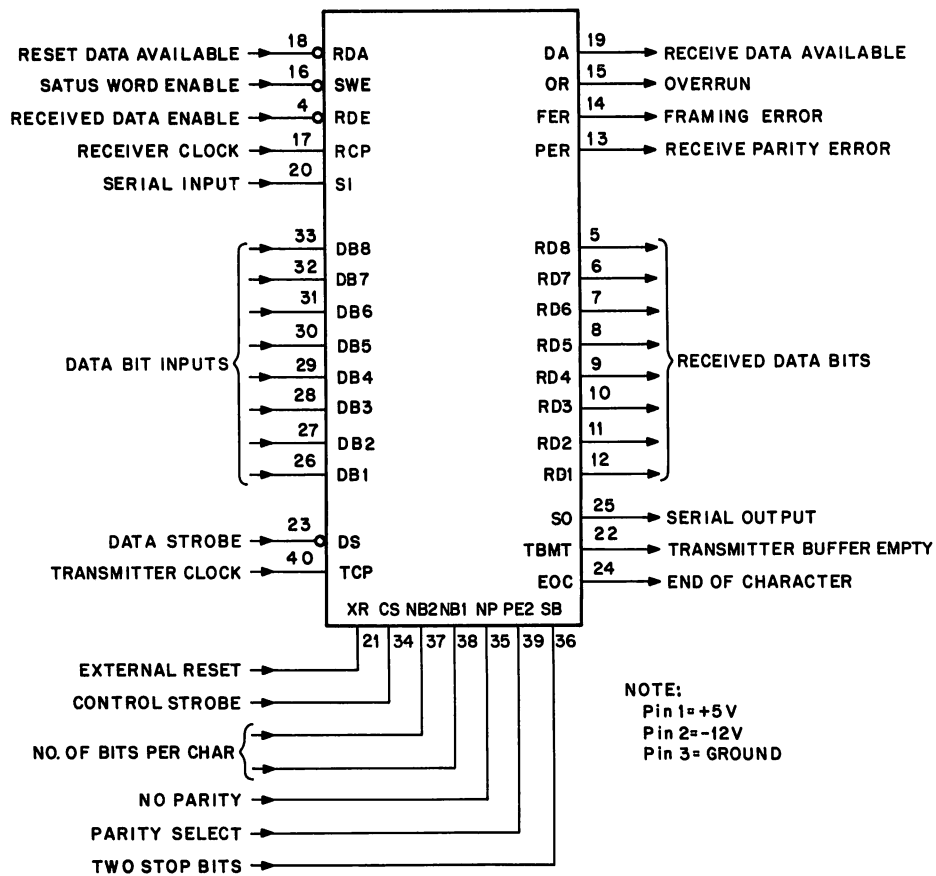 RESET DATA AVAILABLE 18 RDA DA 19 RECEIVE DATA AVAILABLE
SATUS WORD ENABLE 16 SWE OR 15 OVERRUN
RECEIVED DATA ENABLE 4 RDE FER 14 FRAMING ERROR
RECEIVER CLOCK 17 RCP PER 13 RECEIVE PARITY ERROR
SERIAL INPUT 20 SI
33 DB8 RD8 5
32 DB7 RD7 6
31 DB6 RD6 7
30 DB5 RD5 8
DATA BIT INPUTS RECEIVED DATA BITS
29 DB4 RD4 9
28 DB3 RD3 10
27 DB2 RD2 11
26 DB1 RD1 12
SO 25 SERIAL OUTPUT
DATA STROBE 23 DS TBMT 22 TRANSMITTER BUFFER EMPTY
TRANSMITTER CLOCK 40 TCP EOC 24 END OF CHARACTER
XR CS NB2 NB1 NP PE2 SB
21 34 37 38 35 39 36
EXTERNAL RESET
CONTROL STROBE
NO. OF BITS PER CHAR
NO PARITY
PARITY SELECT
TWO STOP BITS
NOTE:
Pin 1= +5V
Pin 2= -12V
Pin 3= GROUND